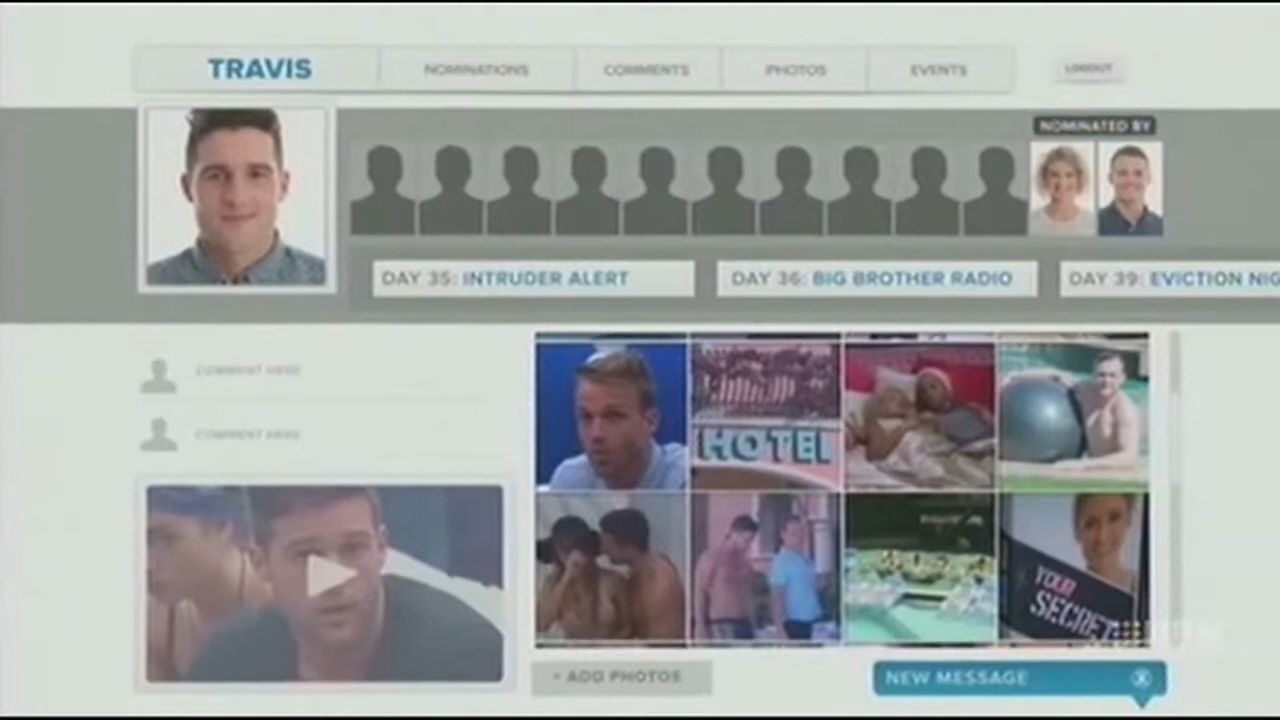 TRAVIS NOMINATIONS COMMENTS PHOTOS EVENTS LOGOUT
NOMINATED BY
DAY 35: INTRUDER ALERT DAY 36: BIG BROTHER RADIO DAY 39: EVICTION NIG
COMMENT HERE
COMMENT HERE
HOTEL
YOUR
SECRET
+ ADD PHOTOS
NEW MESSAGE